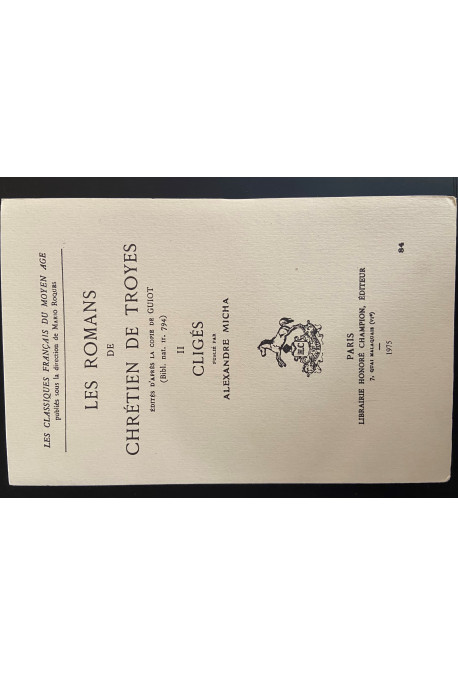 LES CLASSIQUES FRANÇAIS DU MOYEN AGE
publiés sous la direction de MARIO ROQUES
LES ROMANS
DE
CHRÉTIEN DE TROYES
ÉDITÉS D'APRÈS LA COPIE DE GUIOT
(Bibl. nat. fr. 794)
II
CLIGÉS
PUBLIÉ PAR
ALEXANDRE MICHA
PARIS
LIBRAIRIE HONORÉ CHAMPION, ÉDITEUR
7, QUAI MALAQUAIS (VIe)
1975
84